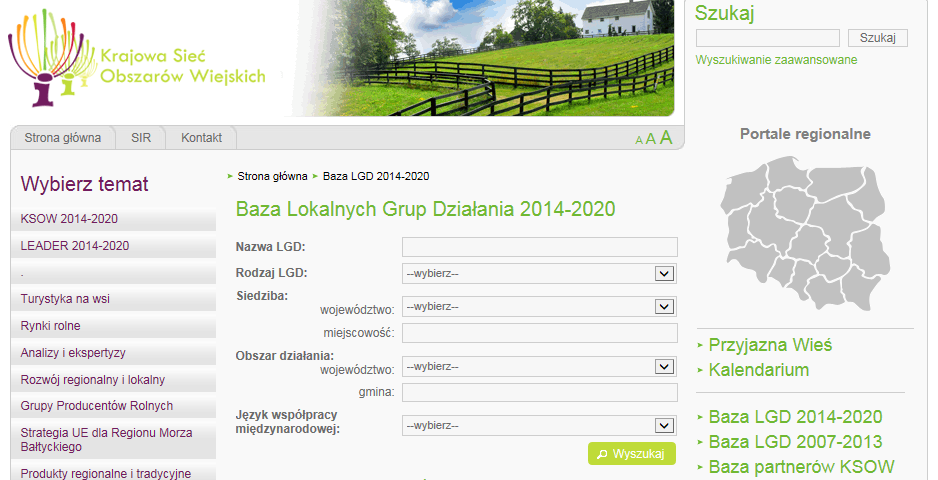 Krajowa Sieć
Obszarów Wiejskich
Szukaj
Szukaj
Wyszukiwanie zaawansowane
Strona główna
SIR
Kontakt
A A A
Portale regionalne
Wybierz temat
KSOW 2014-2020
LEADER 2014-2020
.
Turystyka na wsi
Rynki rolne
Analizy i ekspertyzy
Rozwój regionalny i lokalny
Grupy Producentów Rolnych
Strategia UE dla Regionu Morza
Bałtyckiego
Produkty regionalne i tradycyjne
Strona główna Baza LGD 2014-2020
Baza Lokalnych Grup Działania 2014-2020
Nazwa LGD:
Rodzaj LGD: --wybierz--
Siedziba:
województwo: --wybierz--
miejscowość:
Obszar działania:
województwo: --wybierz--
gmina:
Język współpracy
międzynarodowej: --wybierz--
Wyszukaj
Przyjazna Wieś
Kalendarium
Baza LGD 2014-2020
Baza LGD 2007-2013
Baza partnerów KSOW